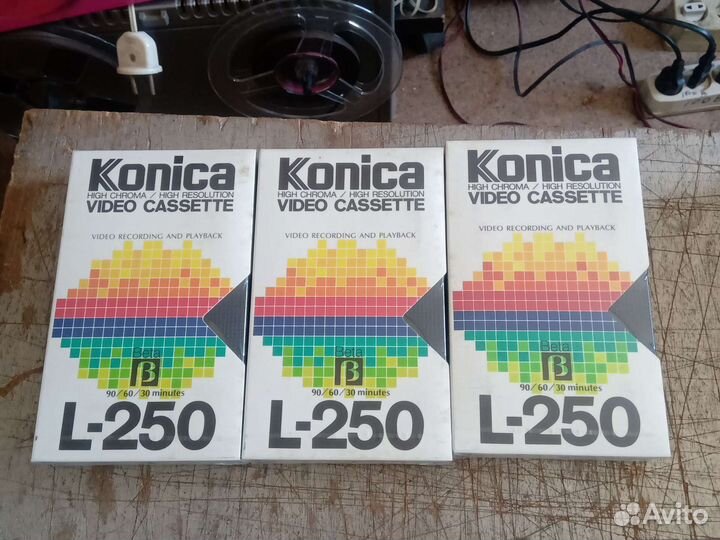 Konica
HIGH CHROMA / HIGH RESOLUTION
VIDEO CASSETTE
VIDEO RECORDING AND PLAYBACK
Beta
β
90/60/30 minutes
L-250
Konica
HIGH CHROMA / HIGH RESOLUTION
VIDEO CASSETTE
VIDEO RECORDING AND PLAYBACK
Beta
β
90/60/30 minutes
L-250
Konica
HIGH CHROMA / HIGH RESOLUTION
VIDEO CASSETTE
VIDEO RECORDING AND PLAYBACK
Beta
β
90/60/30 minutes
L-250
Avito